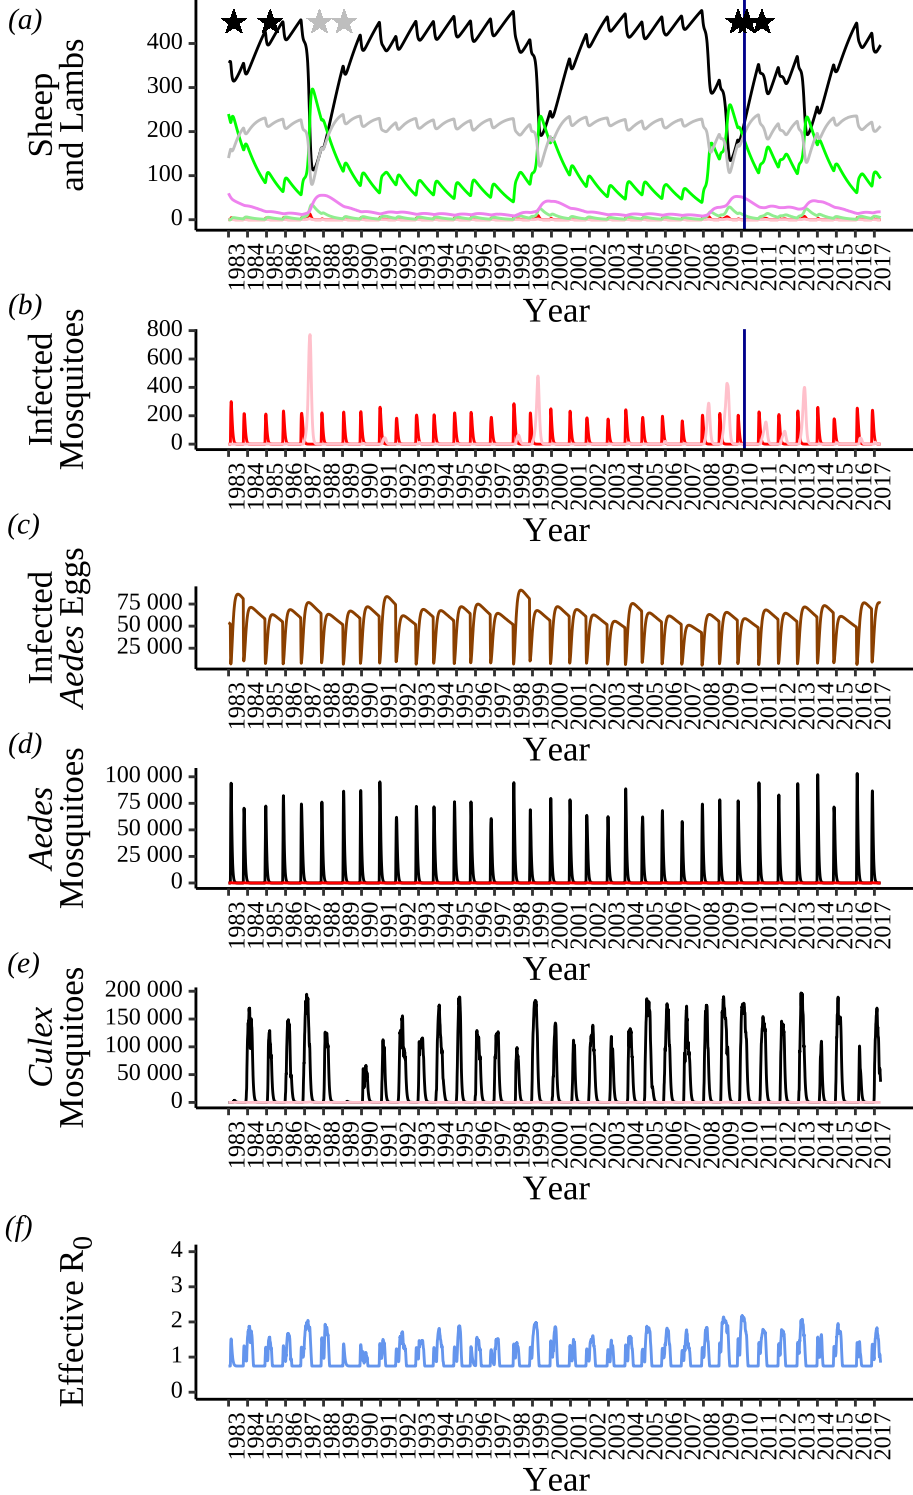 (a)
Sheep
and Lambs
400
300
200
100
0
1983 1984 1985 1986 1987 1988 1989 1990 1991 1992 1993 1994 1995 1996 1997 1998 1999 2000 2001 2002 2003 2004 2005 2006 2007 2008 2009 2010 2011 2012 2013 2014 2015 2016 2017
Year
(b)
Infected
Mosquitoes
800
600
400
200
0
1983 1984 1985 1986 1987 1988 1989 1990 1991 1992 1993 1994 1995 1996 1997 1998 1999 2000 2001 2002 2003 2004 2005 2006 2007 2008 2009 2010 2011 2012 2013 2014 2015 2016 2017
Year
(c)
Infected
Aedes Eggs
75 000
50 000
25 000
1983 1984 1985 1986 1987 1988 1989 1990 1991 1992 1993 1994 1995 1996 1997 1998 1999 2000 2001 2002 2003 2004 2005 2006 2007 2008 2009 2010 2011 2012 2013 2014 2015 2016 2017
Year
(d)
Aedes
Mosquitoes
100 000
75 000
50 000
25 000
0
1983 1984 1985 1986 1987 1988 1989 1990 1991 1992 1993 1994 1995 1996 1997 1998 1999 2000 2001 2002 2003 2004 2005 2006 2007 2008 2009 2010 2011 2012 2013 2014 2015 2016 2017
Year
(e)
Culex
Mosquitoes
200 000
150 000
100 000
50 000
0
1983 1984 1985 1986 1987 1988 1989 1990 1991 1992 1993 1994 1995 1996 1997 1998 1999 2000 2001 2002 2003 2004 2005 2006 2007 2008 2009 2010 2011 2012 2013 2014 2015 2016 2017
Year
(f)
Effective R0
4
3
2
1
0
1983 1984 1985 1986 1987 1988 1989 1990 1991 1992 1993 1994 1995 1996 1997 1998 1999 2000 2001 2002 2003 2004 2005 2006 2007 2008 2009 2010 2011 2012 2013 2014 2015 2016 2017
Year